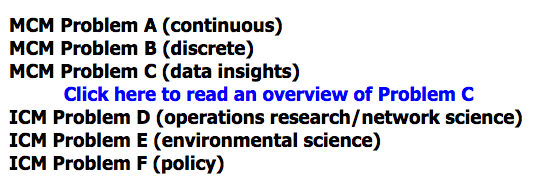 MCM Problem A (continuous)
MCM Problem B (discrete)
MCM Problem C (data insights)
Click here to read an overview of Problem C
ICM Problem D (operations research/network science)
ICM Problem E (environmental science)
ICM Problem F (policy)